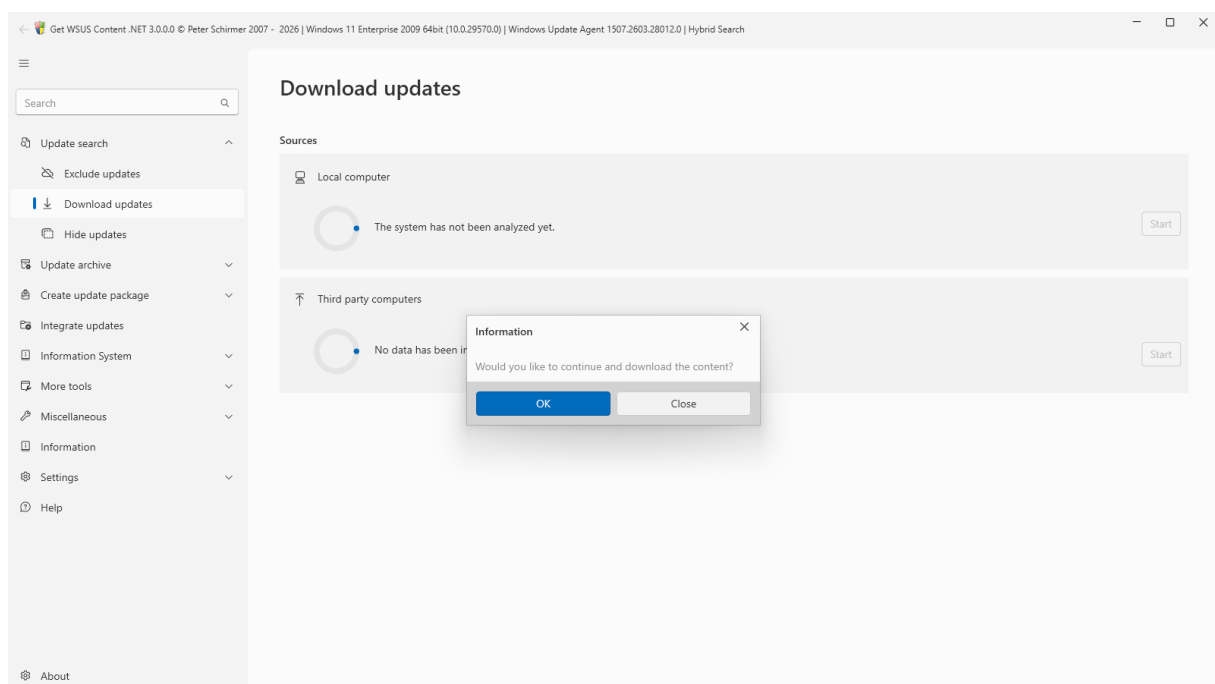 Get WSUS Content .NET 3.0.0.0 © Peter Schirmer 2007 - 2026 | Windows 11 Enterprise 2009 64bit (10.0.29570.0) | Windows Update Agent 1507.2603.28012.0 | Hybrid Search
Search
Update search
Exclude updates
Download updates
Hide updates
Update archive
Create update package
Integrate updates
Information System
More tools
Miscellaneous
Information
Settings
Help
About
Download updates
Sources
Local computer
The system has not been analyzed yet.
Start
Third party computers
No data has been
Start
Information
Would you like to continue and download the content?
OK
Close